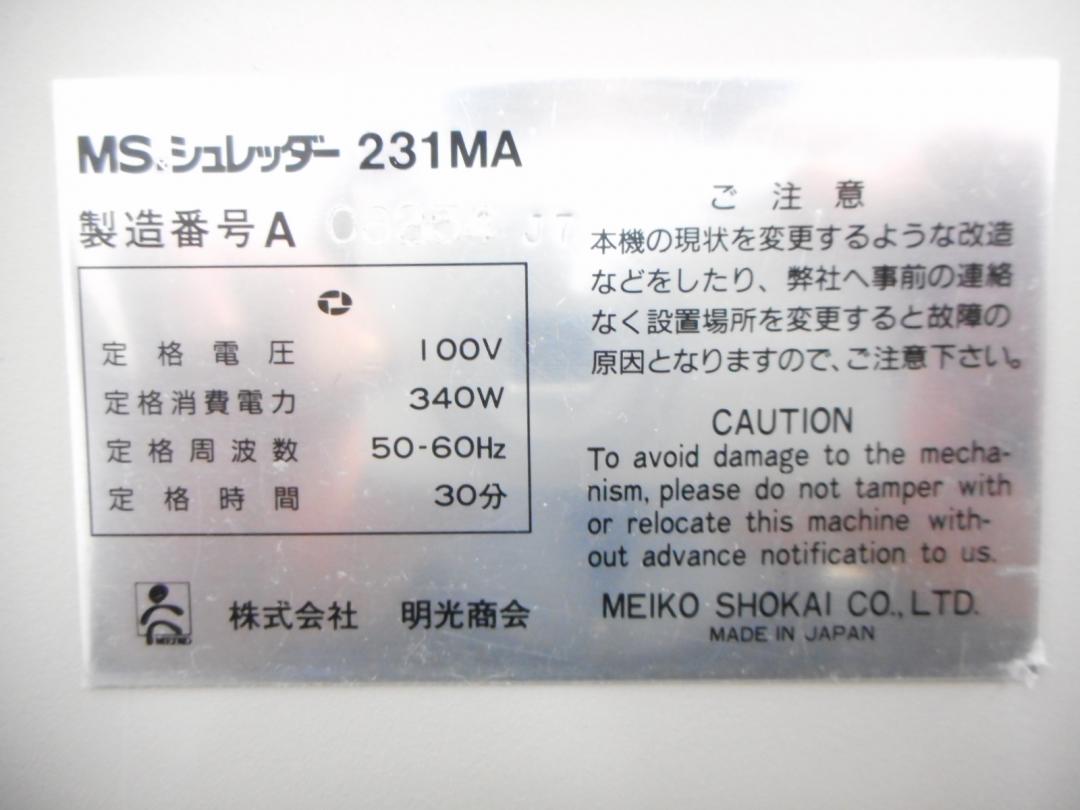 MS シュレッダー 231MA
製造番号 A
定格電圧 100V
定格消費電力 340W
定格周波数 50-60Hz
定格時間 30分
株式会社 明光商会
ご注意
本機の現状を変更するような改造
などをしたり、弊社へ事前の連絡
なく設置場所を変更すると故障の
原因となりますので、ご注意下さい。
CAUTION
To avoid damage to the mecha-
nism, please do not tamper with
or relocate this machine with-
out advance notification to us.
MEIKO SHOKAI CO., LTD.
MADE IN JAPAN